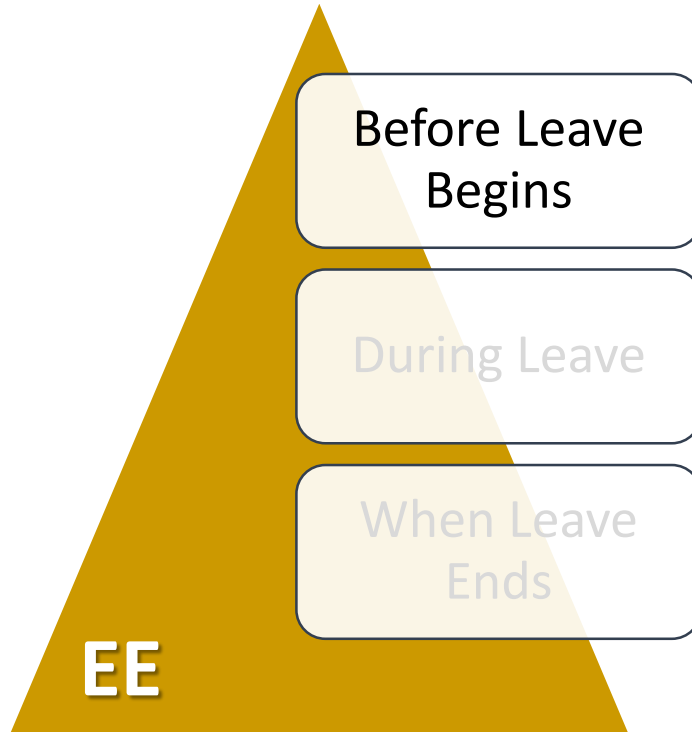 Before Leave
Begins
During Leave
When Leave
Ends
EE